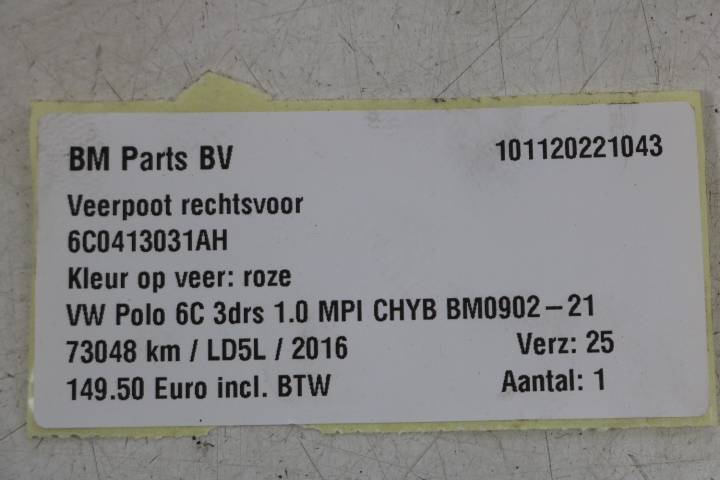 BM Parts BV 101120221043
Veerpoot rechtsvoor
6C0413031AH
Kleur op veer: roze
VW Polo 6C 3drs 1.0 MPI CHYB BM0902-21
73048 km / LD5L / 2016 Verz: 25
149.50 Euro incl. BTW Aantal: 1